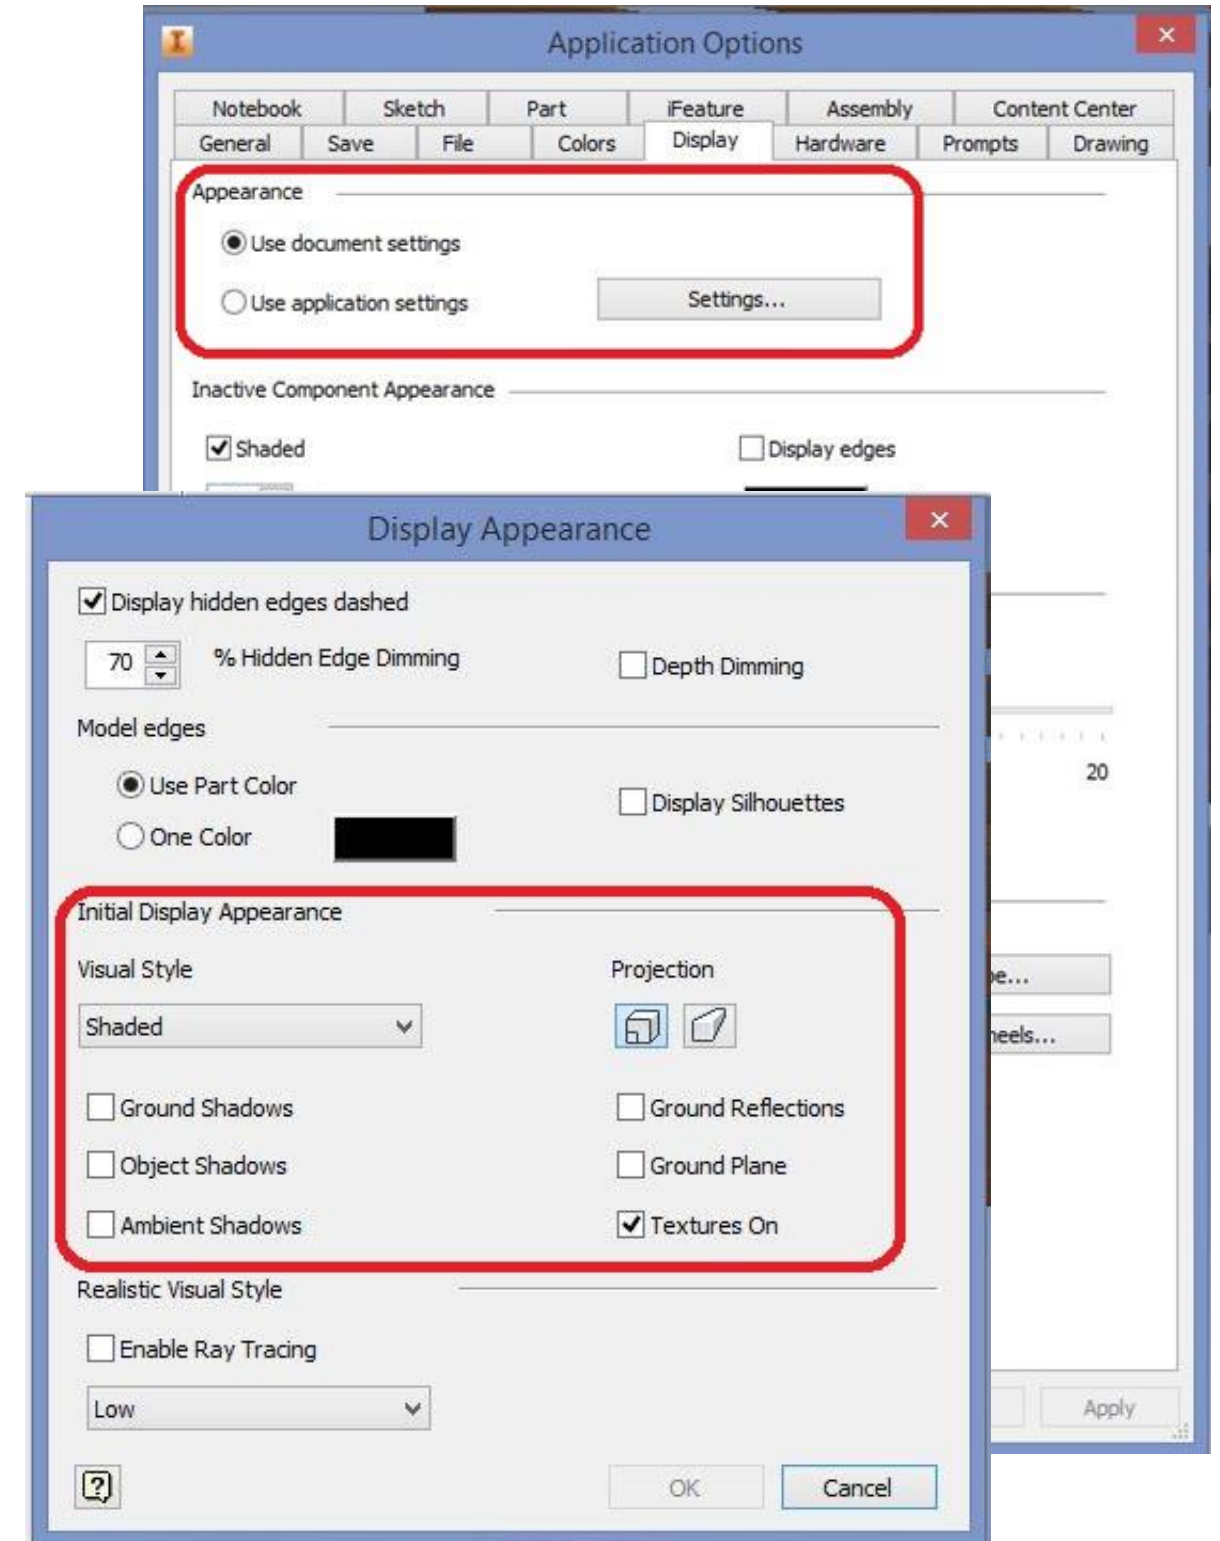 Application Options
Notebook Sketch Part iFeature Assembly Content Center
General Save File Colors Display Hardware Prompts Drawing
Appearance
Use document settings
Use application settings Settings...
Inactive Component Appearance
Shaded Display edges
Display Appearance
Display hidden edges dashed
70 % Hidden Edge Dimming Depth Dimming
Model edges
Use Part Color
Display Silhouettes
One Color
20
Initial Display Appearance
Visual Style Projection
Shaded
Ground Shadows Ground Reflections
Object Shadows Ground Plane
Ambient Shadows Textures On
Realistic Visual Style
Enable Ray Tracing
Low
Apply
OK Cancel